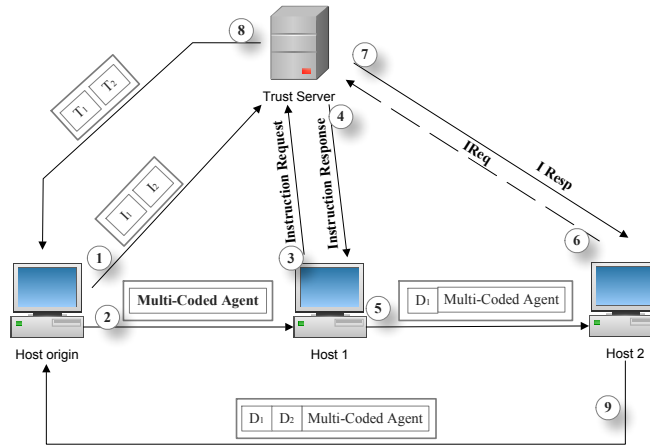 8
7
Trust Server
T1 T2
4
Instruction Request
Instruction Response
IReq
I Resp
I1 I2
1
3
6
2
Multi-Coded Agent
5
D1 Multi-Coded Agent
Host origin
Host 1
Host 2
9
D1 D2 Multi-Coded Agent